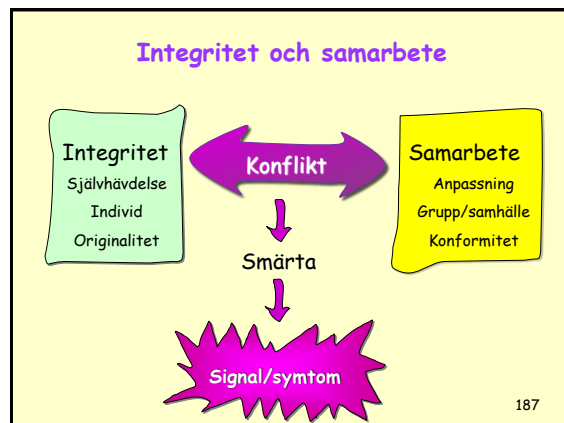 Integritet och samarbete
Integritet
Självhävdelse
Individ
Originalitet
Konflikt
Samarbete
Anpassning
Grupp/samhälle
Konformitet
Smärta
Signal/symtom
187